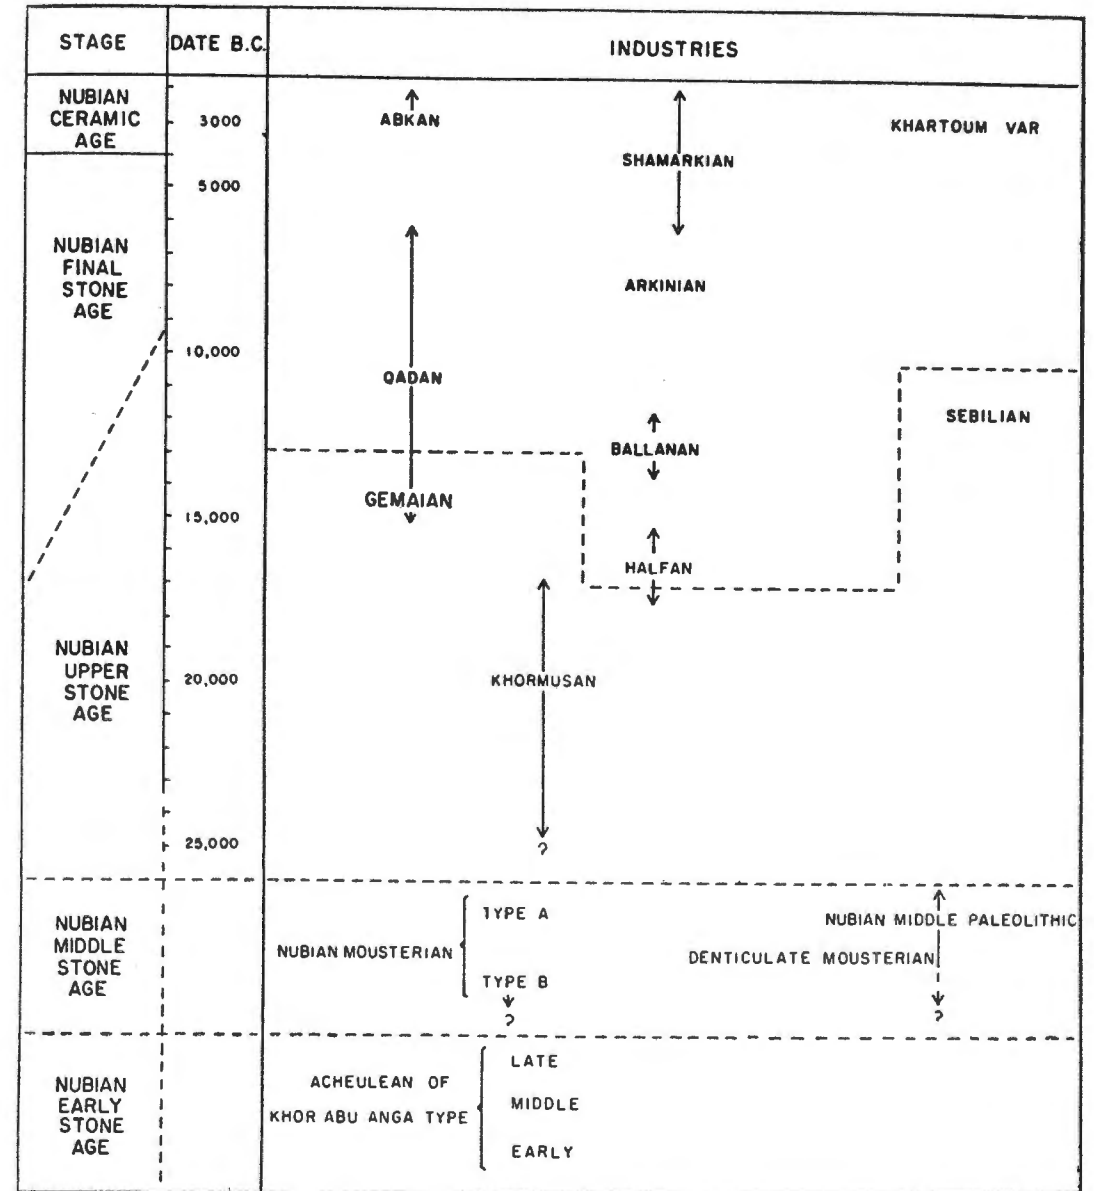 STAGE
DATE B.C.
INDUSTRIES
NUBIAN
CERAMIC
AGE
3000
ABKAN
KHARTOUM VAR
SHAMARKIAN
5000
NUBIAN
FINAL
STONE
AGE
ARKINIAN
10,000
QADAN
SEBILIAN
BALLANAN
GEMAIAN
15,000
HALFAN
NUBIAN
UPPER
STONE
AGE
20,000
KHORMUSAN
25,000
?
NUBIAN
MIDDLE
STONE
AGE
NUBIAN MOUSTERIAN
TYPE A
TYPE B
?
NUBIAN MIDDLE PALEOLITHIC
DENTICULATE MOUSTERIAN
?
NUBIAN
EARLY
STONE
AGE
ACHEULEAN OF
KHOR ABU ANGA TYPE
LATE
MIDDLE
EARLY